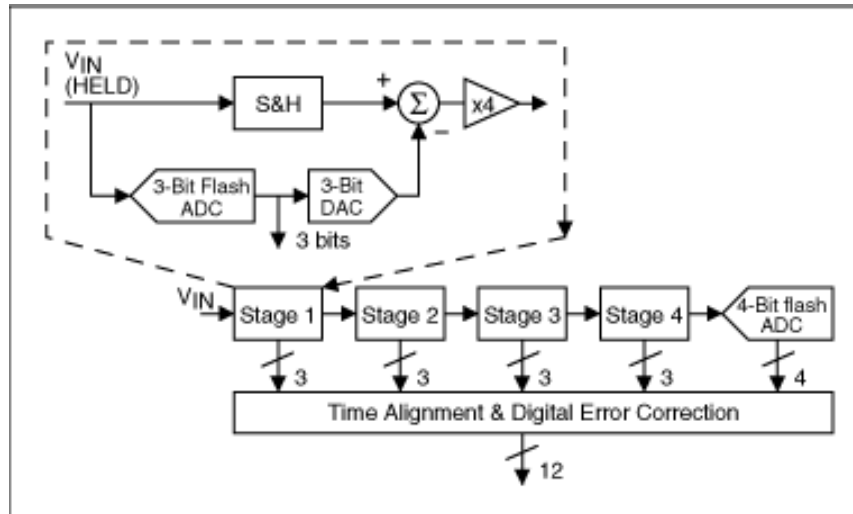 VIN
(HELD)
S&H
+
Σ
−
x4
3-Bit Flash
ADC
3-Bit
DAC
3 bits
VIN
Stage 1
Stage 2
Stage 3
Stage 4
4-Bit flash
ADC
3
3
3
3
4
Time Alignment & Digital Error Correction
12